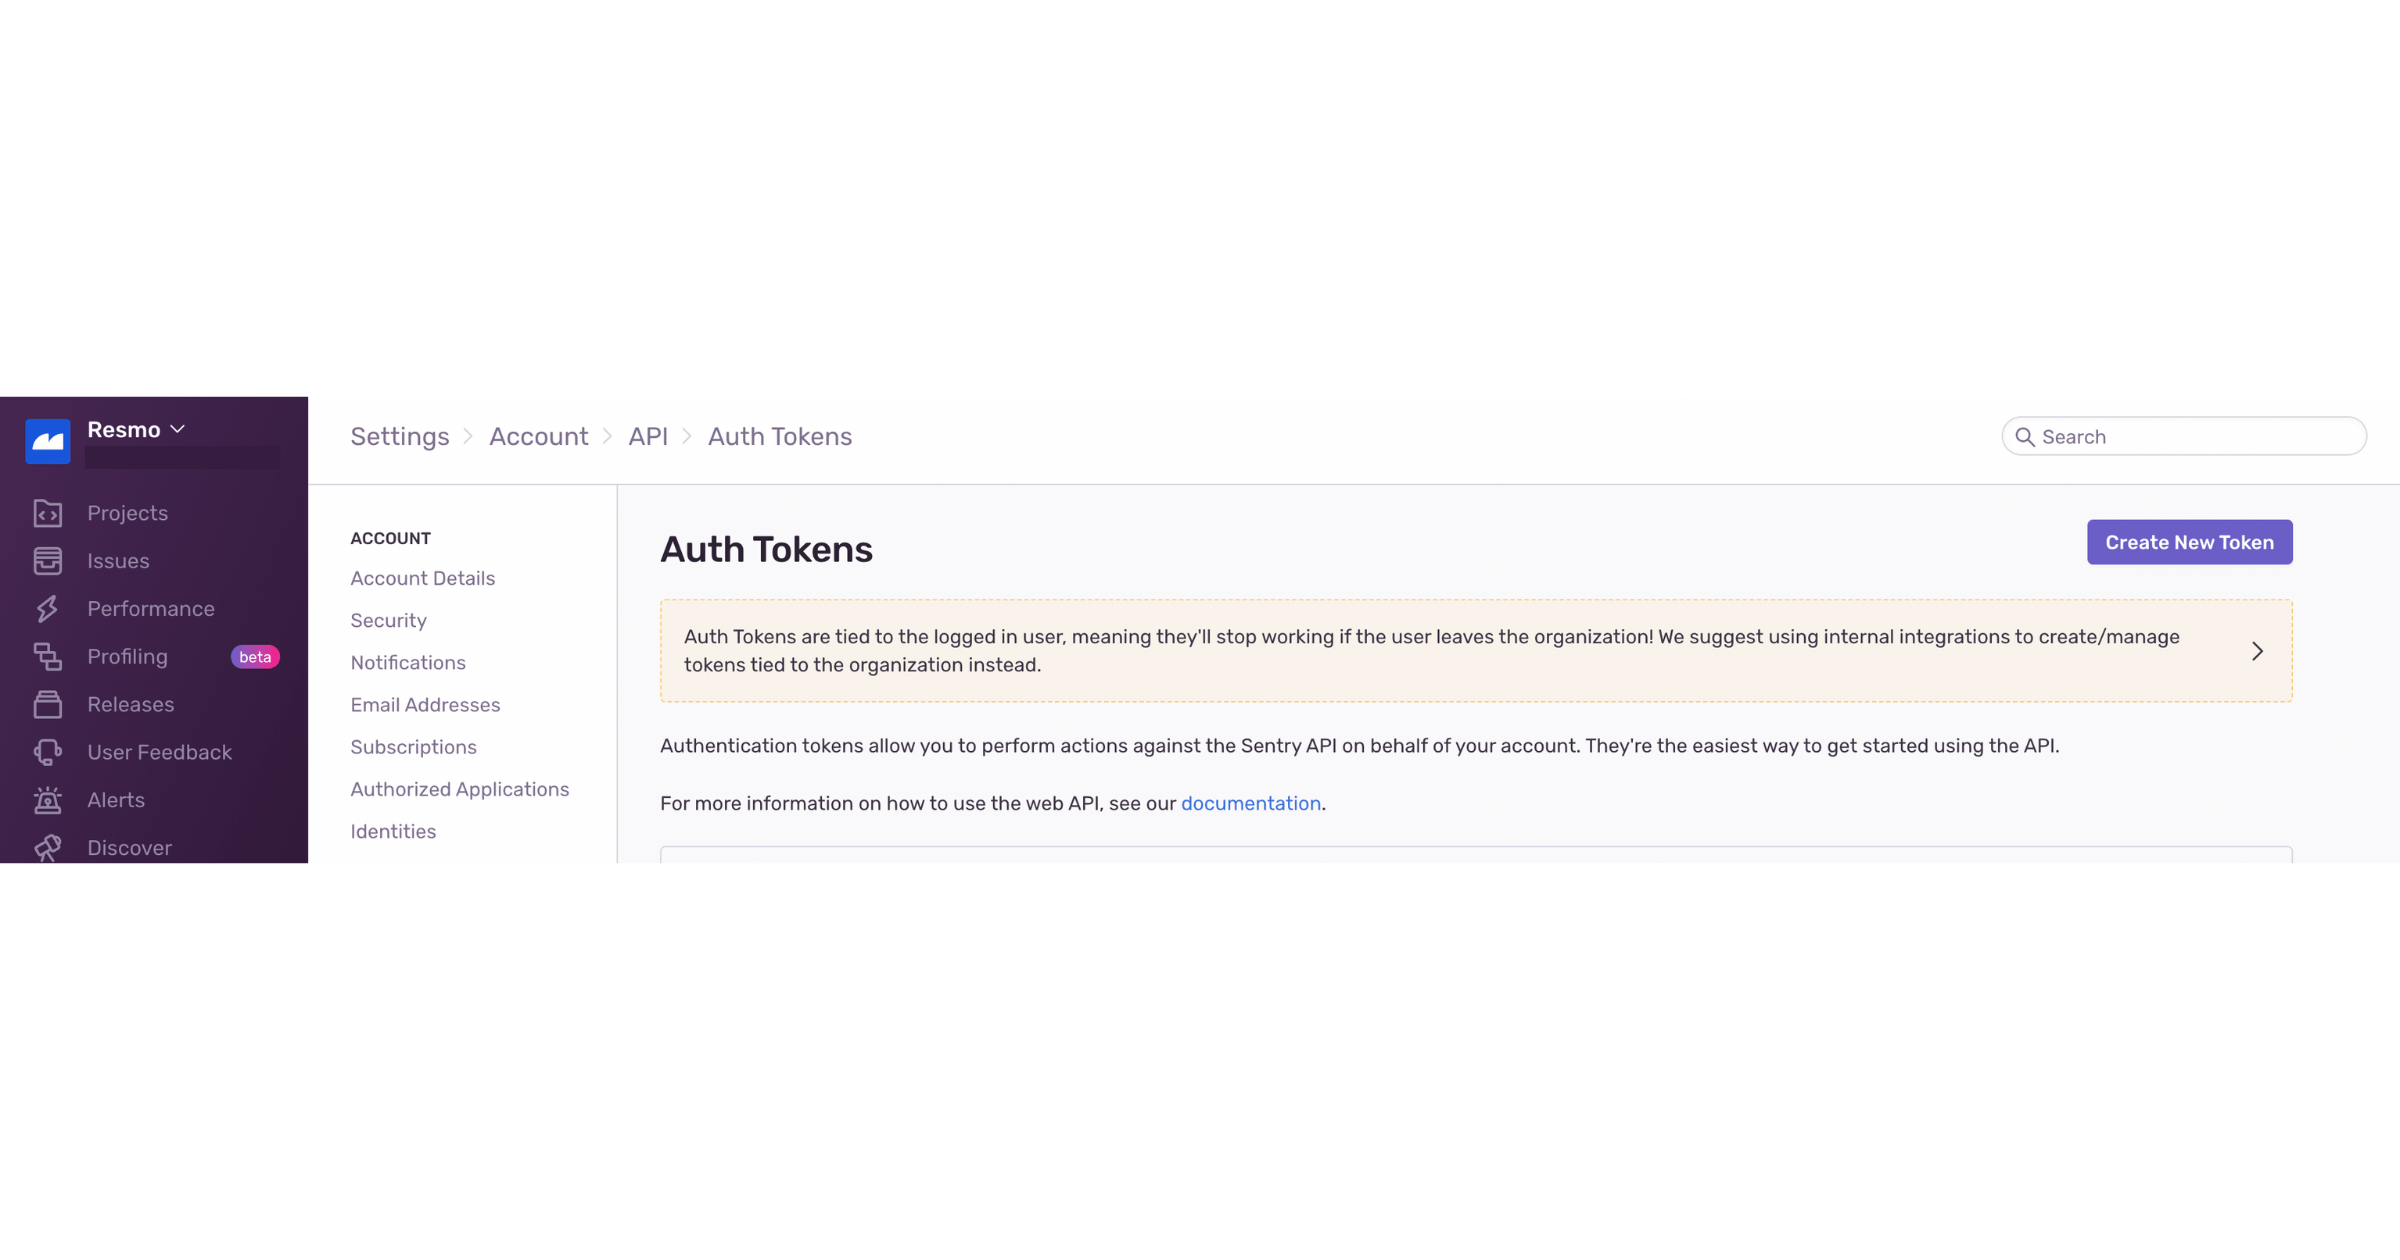 Resmo
Projects
Issues
Performance
Profiling beta
Releases
User Feedback
Alerts
Discover
Settings > Account > API > Auth Tokens
Search
ACCOUNT
Account Details
Security
Notifications
Email Addresses
Subscriptions
Authorized Applications
Identities
Auth Tokens
Create New Token
Auth Tokens are tied to the logged in user, meaning they'll stop working if the user leaves the organization! We suggest using internal integrations to create/manage
tokens tied to the organization instead.
Authentication tokens allow you to perform actions against the Sentry API on behalf of your account. They're the easiest way to get started using the API.
For more information on how to use the web API, see our documentation.